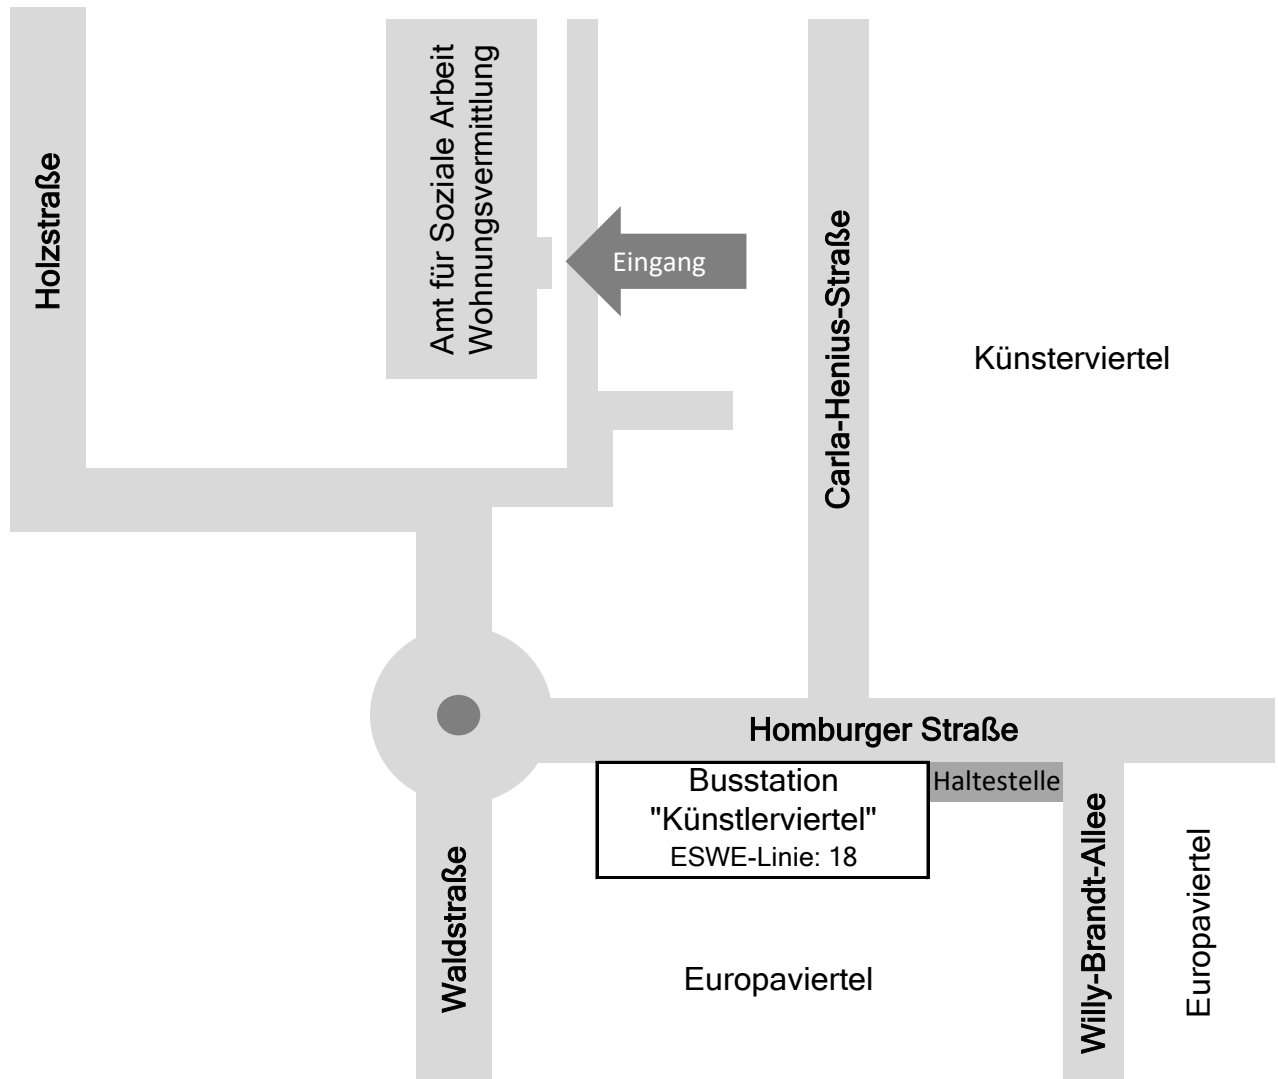 Holzstraße
Amt für Soziale Arbeit
Wohnungsvermittlung
Eingang
Carla-Henius-Straße
Künsterviertel
Homburger Straße
Busstation
"Künstlerviertel"
ESWE-Linie: 18
Haltestelle
Waldstraße
Europaviertel
Willy-Brandt-Allee
Europaviertel